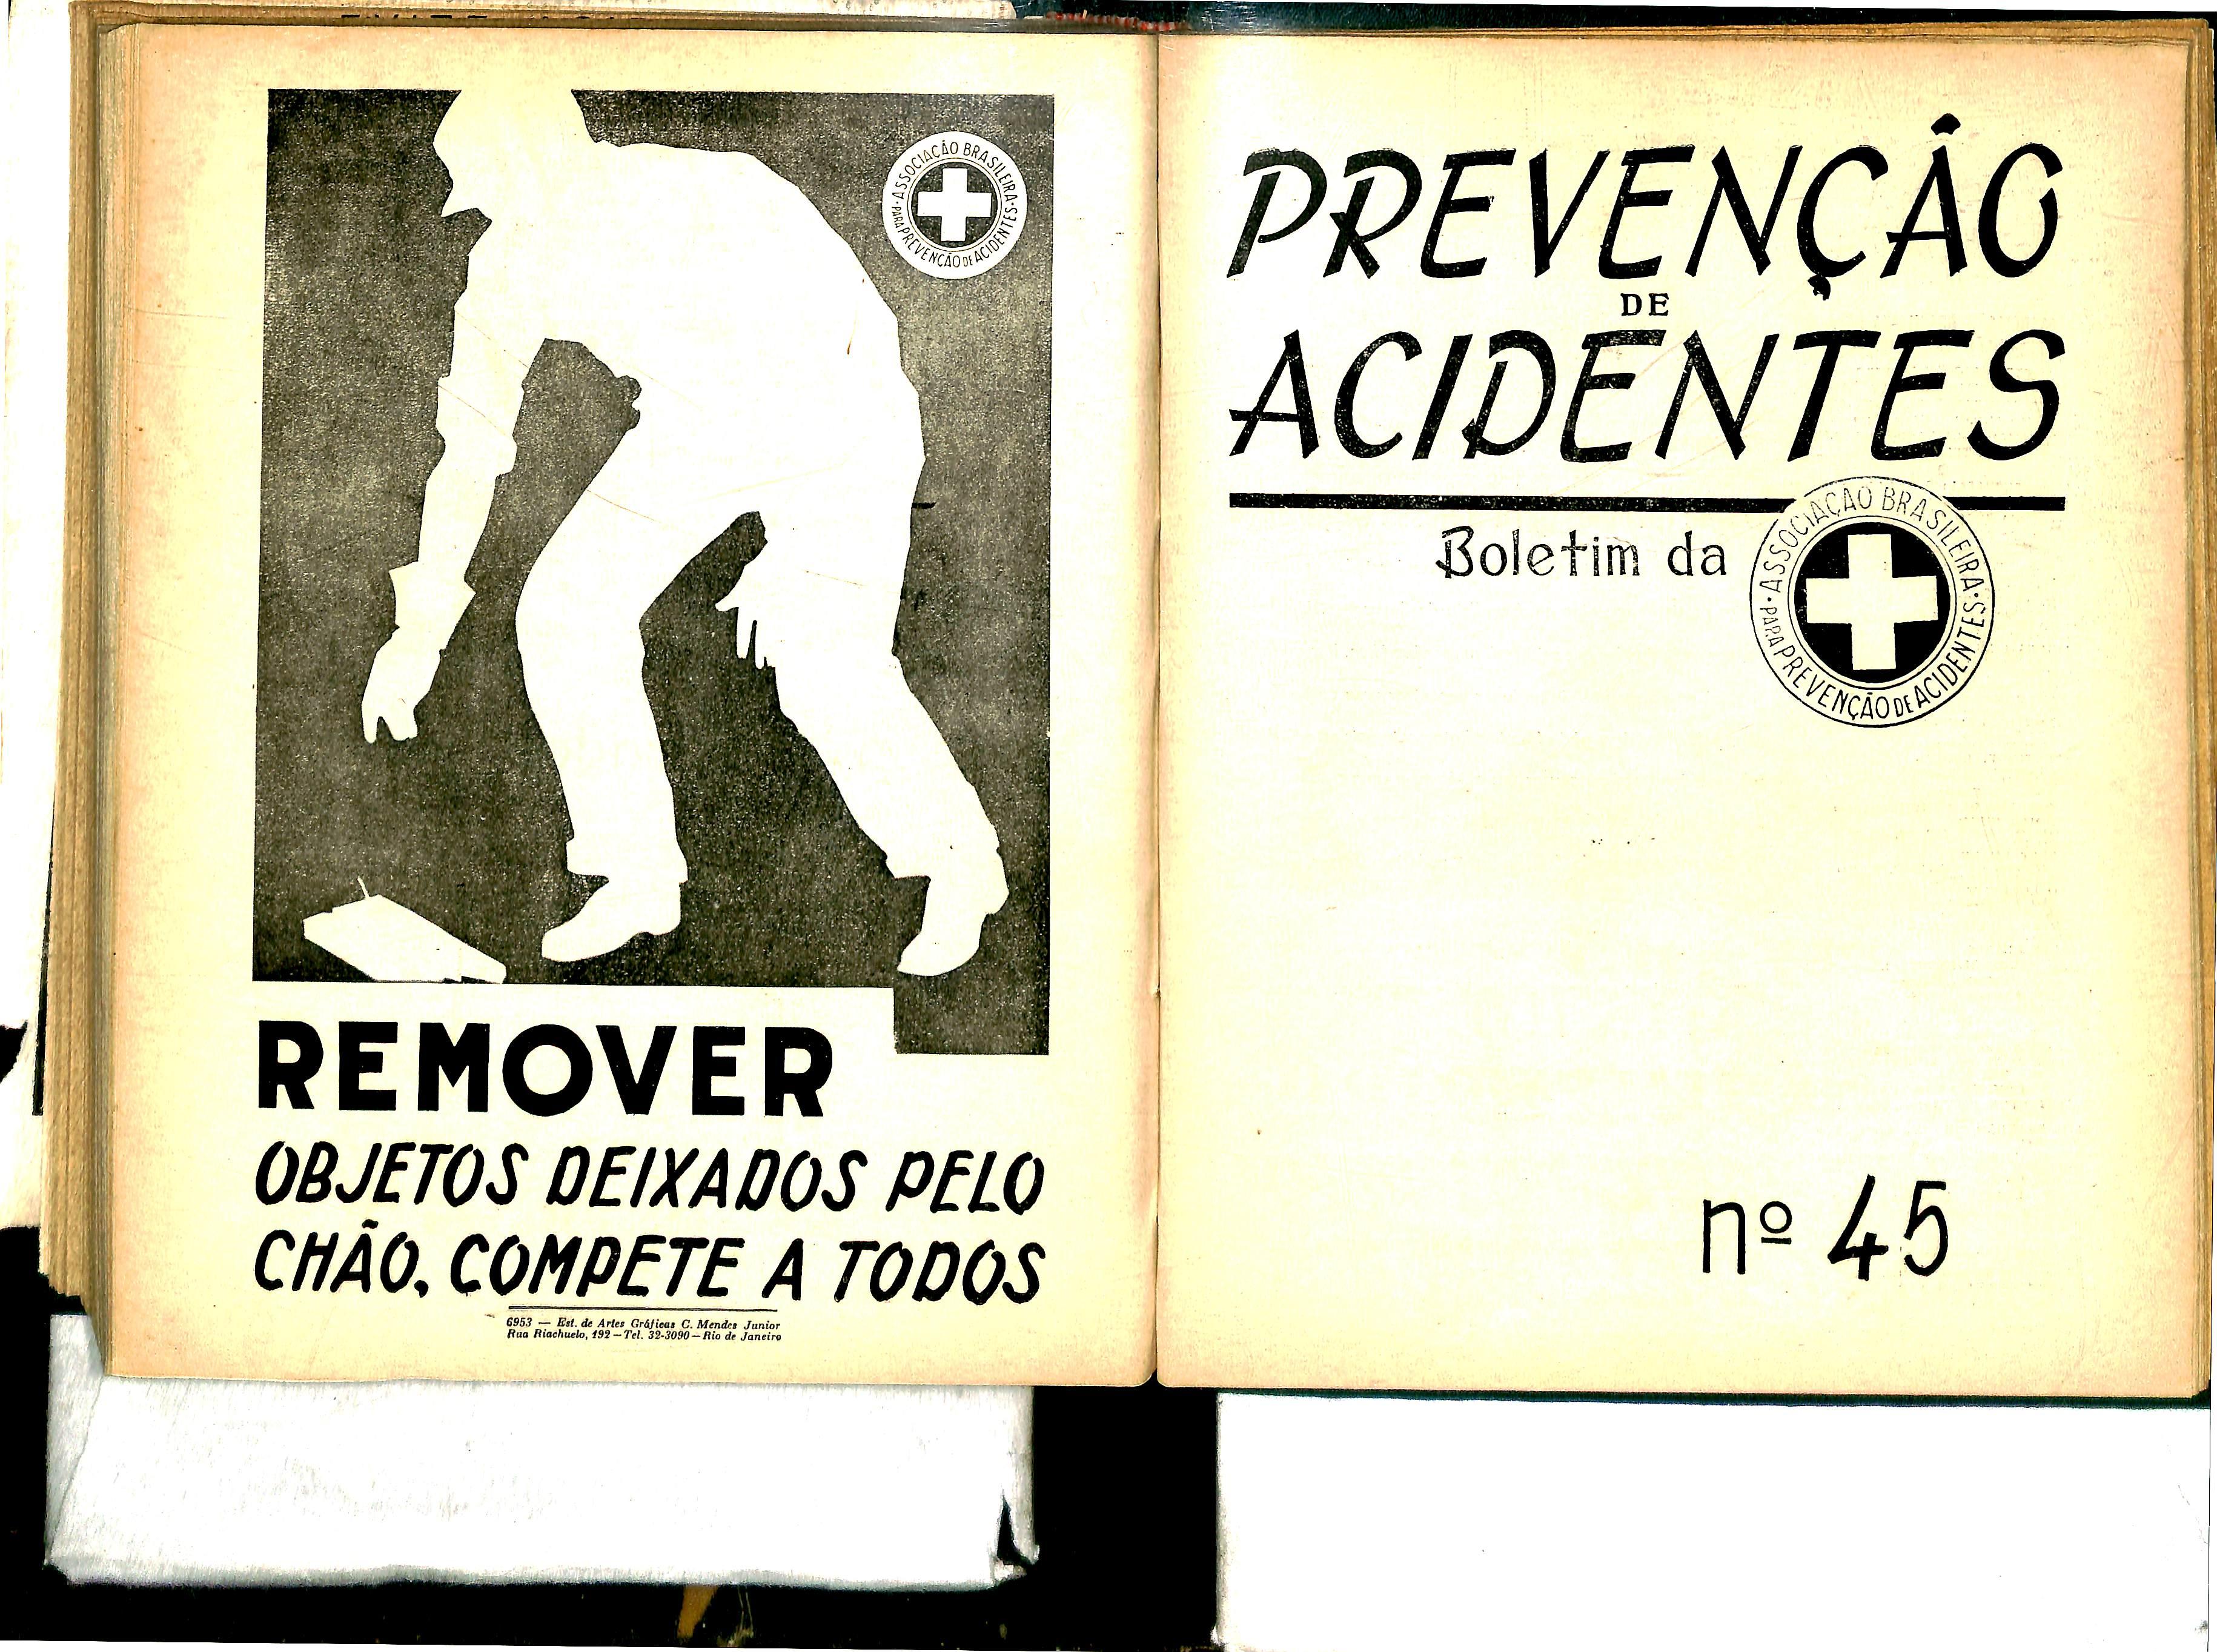 ASSOCIAÇÃO BRASILEIRA
PARA PREVENÇÃO DE ACIDENTES
REMOVER
OBJETOS DEIXADOS PELO
CHÃO, COMPETE A TODOS
6953 — Est. de Artes Gráficas C. Mendes Junior
Rua Riachuelo, 192 — Tel. 32-3090 — Rio de Janeiro
PREVENÇÃO
DE
ACIDENTES
Boletim da
ASSOCIAÇÃO BRASILEIRA
PARA PREVENÇÃO DE ACIDENTES
nº 45